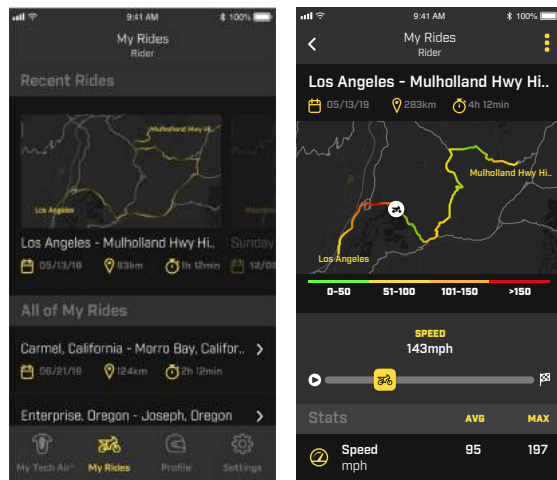 9:41 AM
100%
My Rides
Rider
Recent Rides
Mulholland Hwy Hi..
Los Angeles
Los Angeles - Mulholland Hwy Hi..
Sunday
05/13/19
83km
1h 12min
All of My Rides
Carmel, California - Morro Bay, Califor..
06/21/19
124km
2h 12min
Enterprise, Oregon - Joseph, Oregon
My Tech Air®
My Rides
Profile
Settings
9:41 AM
100%
My Rides
Rider
Los Angeles - Mulholland Hwy Hi..
05/13/19
283km
4h 12min
Mulholland Hwy Hi..
Los Angeles
0-50
51-100
101-150
>150
SPEED
143mph
Stats
AVG
MAX
Speed
95
197
mph